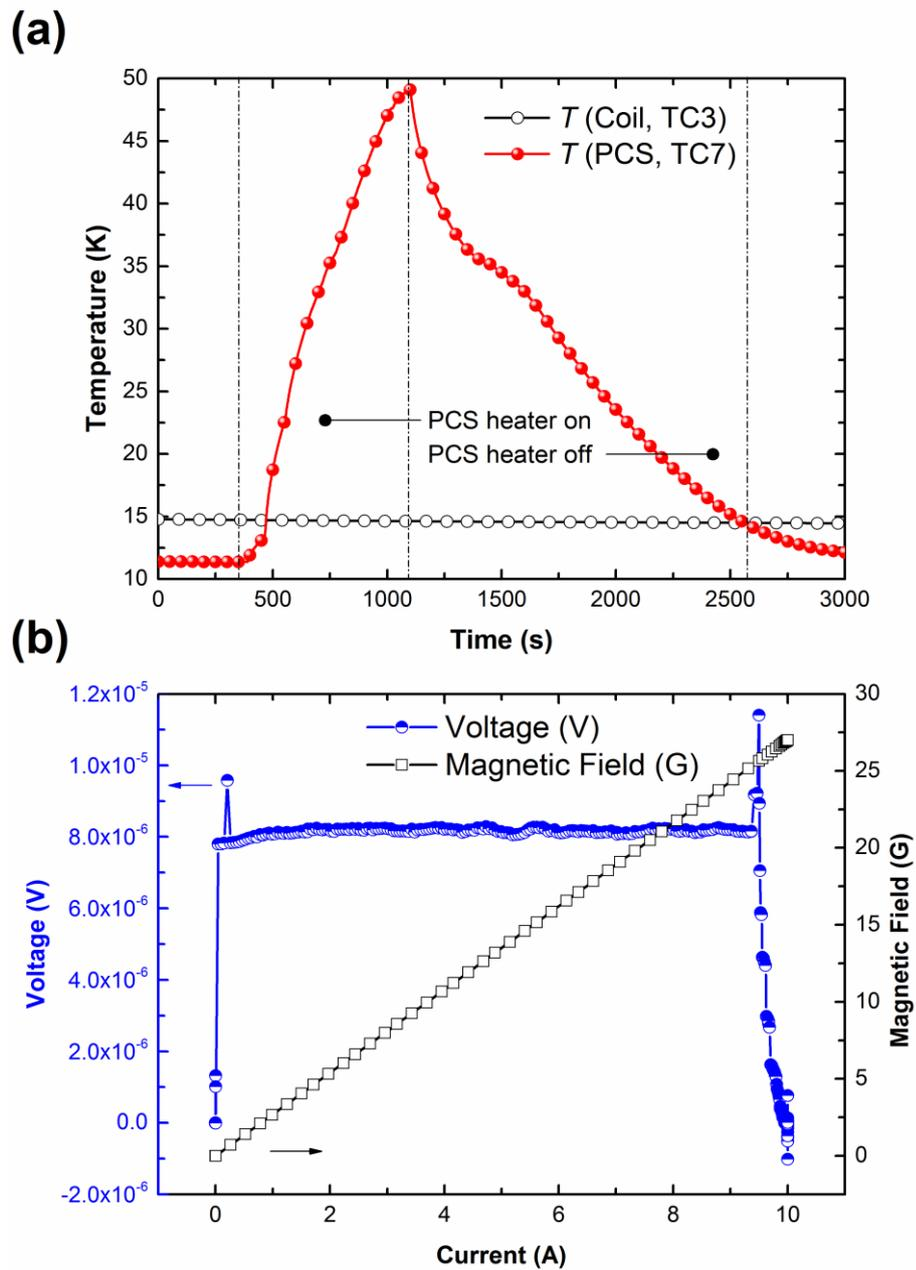 (a)
50
45
40
35
30
25
20
15
10
Temperature (K)
T (Coil, TC3)
T (PCS, TC7)
PCS heater on
PCS heater off
0 500 1000 1500 2000 2500 3000
Time (s)
(b)
1.2x10⁻⁵
1.0x10⁻⁵
8.0x10⁻⁶
6.0x10⁻⁶
4.0x10⁻⁶
2.0x10⁻⁶
0.0
-2.0x10⁻⁶
Voltage (V)
Voltage (V)
Magnetic Field (G)
30
25
20
15
10
5
0
Magnetic Field (G)
0 2 4 6 8 10
Current (A)